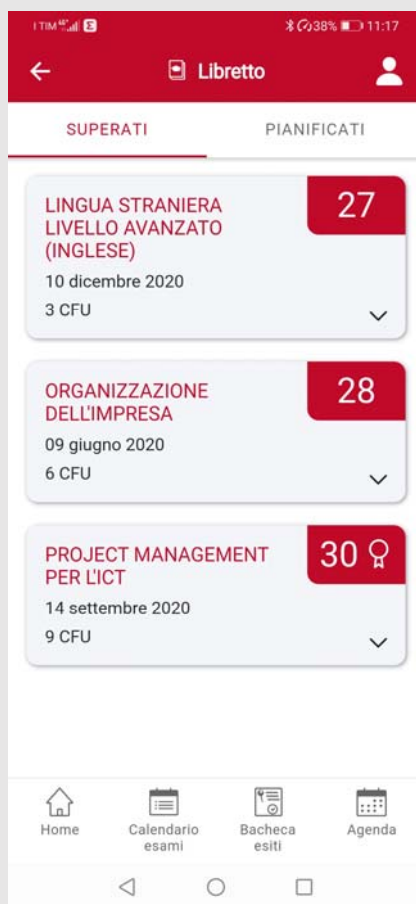 TIM 38% 11:17
Libretto
SUPERATI PIANIFICATI
LINGUA STRANIERA 27
LIVELLO AVANZATO
(INGLESE)
10 dicembre 2020
3 CFU
ORGANIZZAZIONE 28
DELL'IMPRESA
09 giugno 2020
6 CFU
PROJECT MANAGEMENT 30
PER L'ICT
14 settembre 2020
9 CFU
Home Calendario Bacheca Agenda
esami esiti